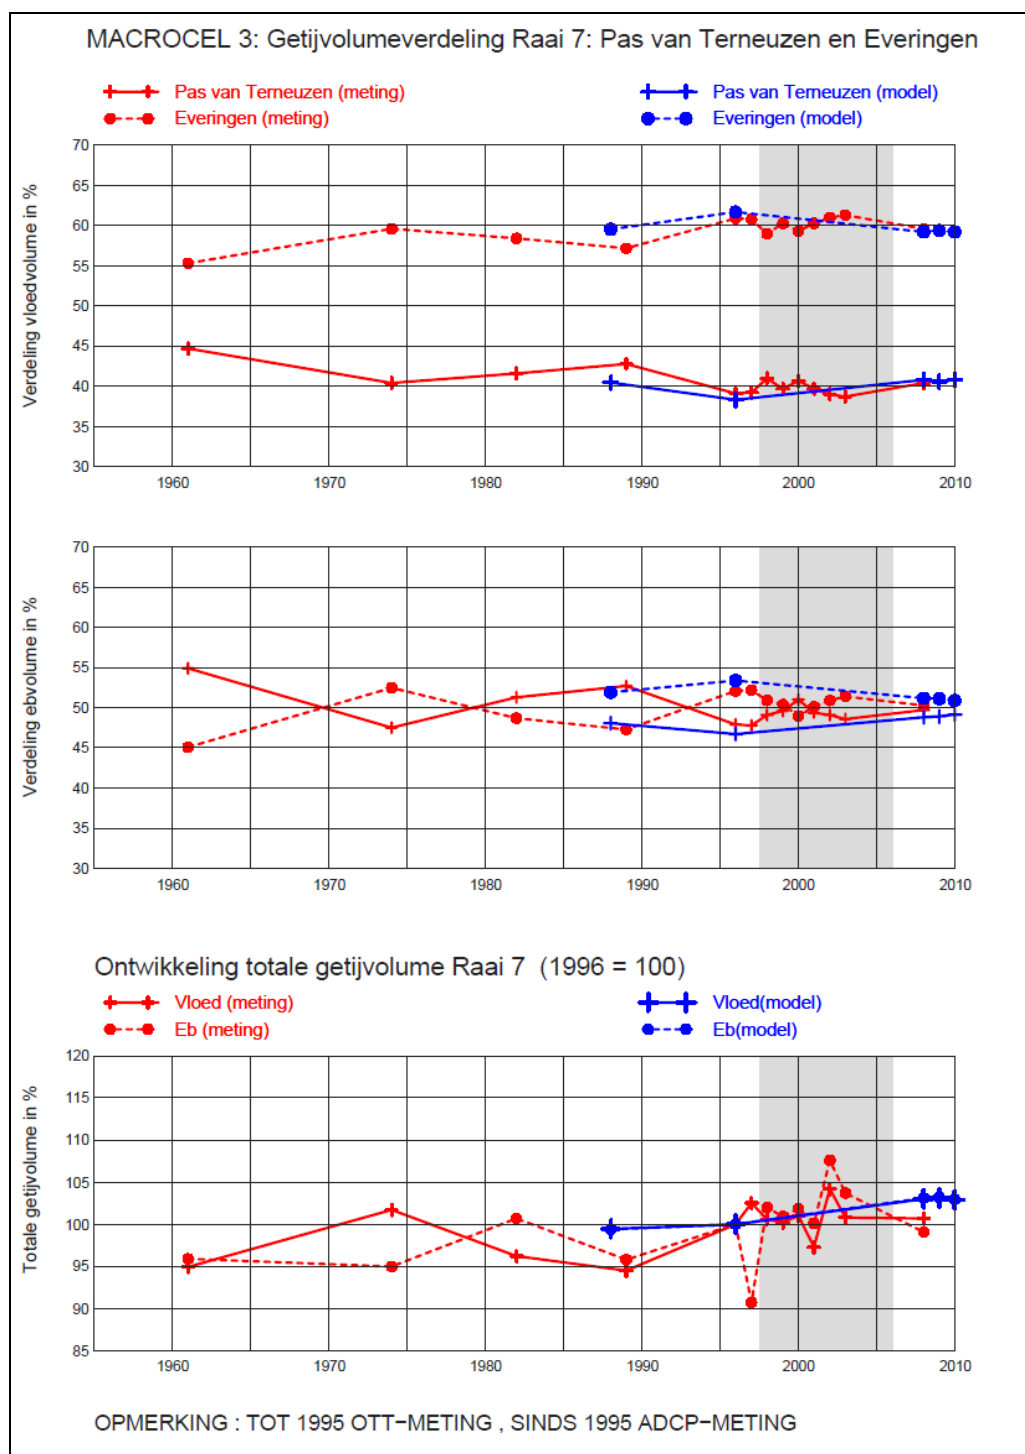 MACROCEL 3: Getijvolumeverdeling Raai 7: Pas van Terneuzen en Everingen
Pas van Terneuzen (meting)
Everingen (meting)
Pas van Terneuzen (model)
Everingen (model)
Verdeling vloedvolume in %
70
65
60
55
50
45
40
35
30
1960 1970 1980 1990 2000 2010
Verdeling ebvolume in %
70
65
60
55
50
45
40
35
30
1960 1970 1980 1990 2000 2010
Ontwikkeling totale getijvolume Raai 7 (1996 = 100)
Vloed (meting)
Eb (meting)
Vloed(model)
Eb(model)
Totale getijvolume in %
120
115
110
105
100
95
90
85
1960 1970 1980 1990 2000 2010
OPMERKING : TOT 1995 OTT−METING , SINDS 1995 ADCP−METING